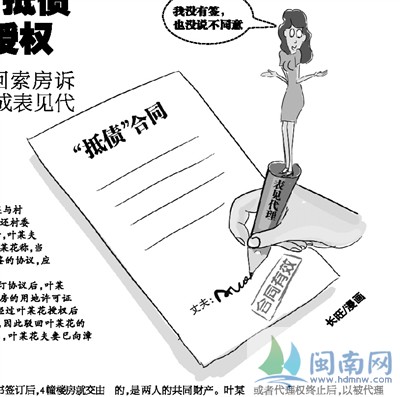 抵债
授权
回索房诉
成表见代
我没有签，
也没说不同意
“抵债”合同
表见代理
与村
还村委
，叶某夫
某花称，当
签的协议，应
订协议后，叶某
房的用地许可证
经过叶某花授权后
，因此驳回叶某花的
，叶某花夫妻已向漳
丈夫：
合同有效
长旺/漫画
闽南网
www.hdmnw.com
书签订后，4幢楼房就交由
的，是两人的共同财产。叶某
或者代理权终止后，以被代理